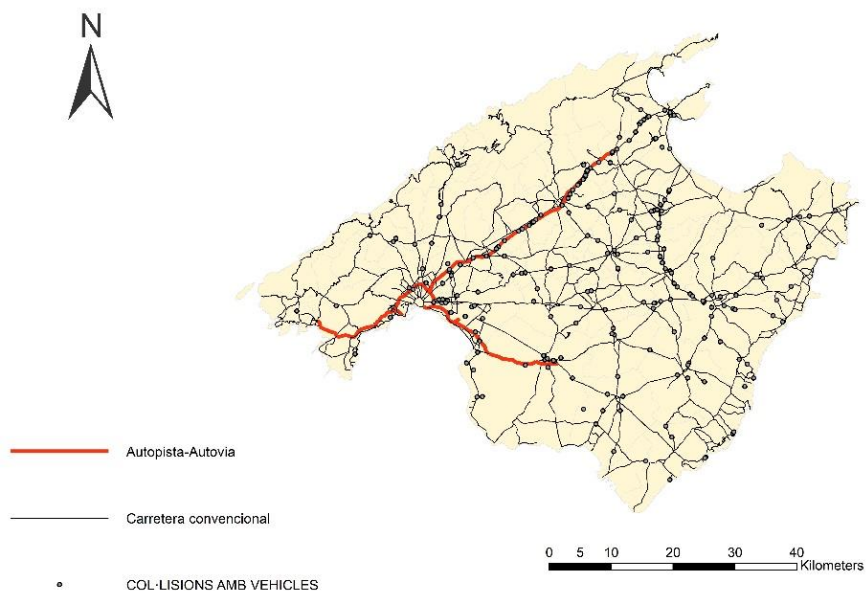 N
Autopista-Autovia
Carretera convencional
COL·LISIONS AMB VEHICLES
0 5 10 20 30 40
Kilometers